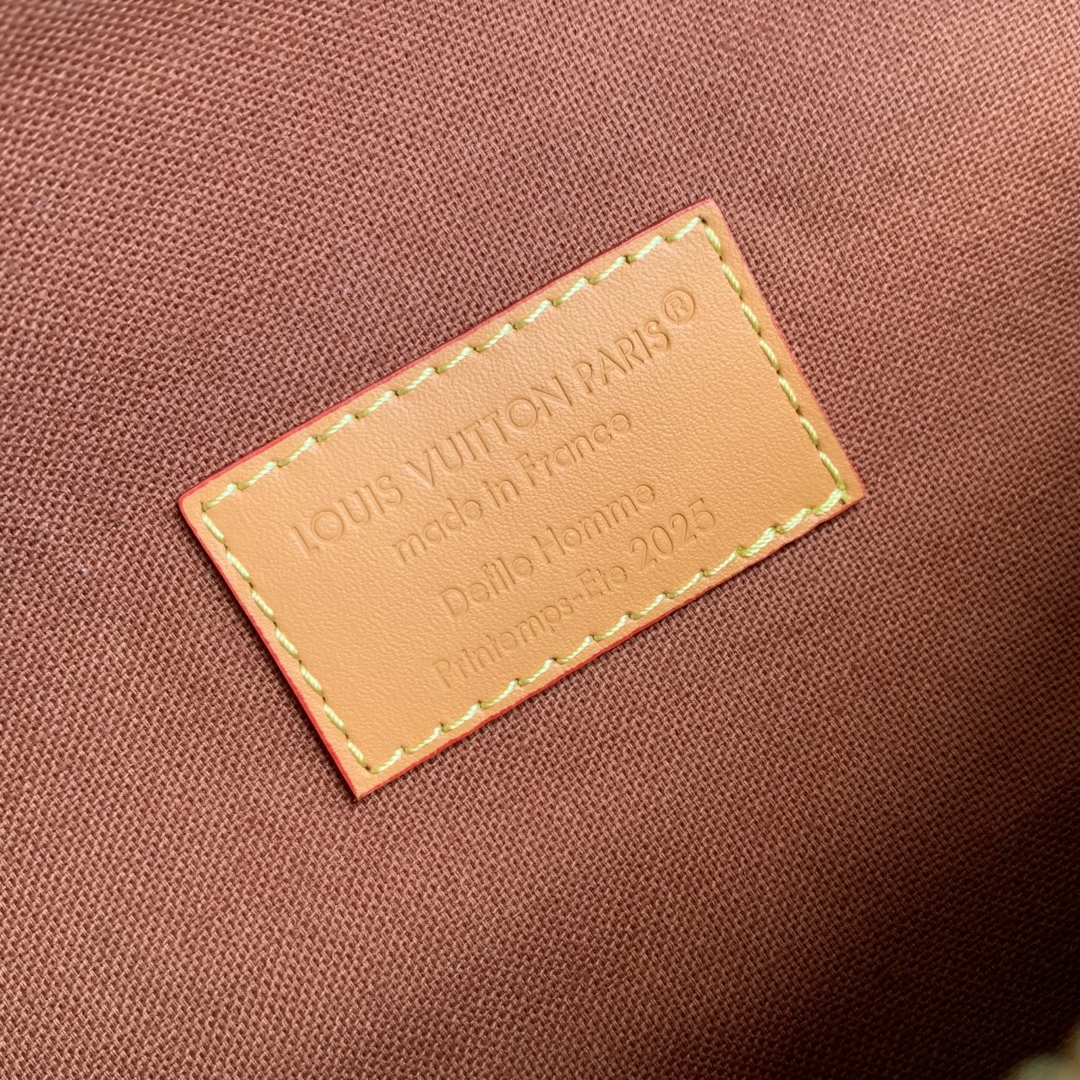 LOUIS VUITTON PARIS®
made in France
Defile Homme
Printemps-Ete 2025